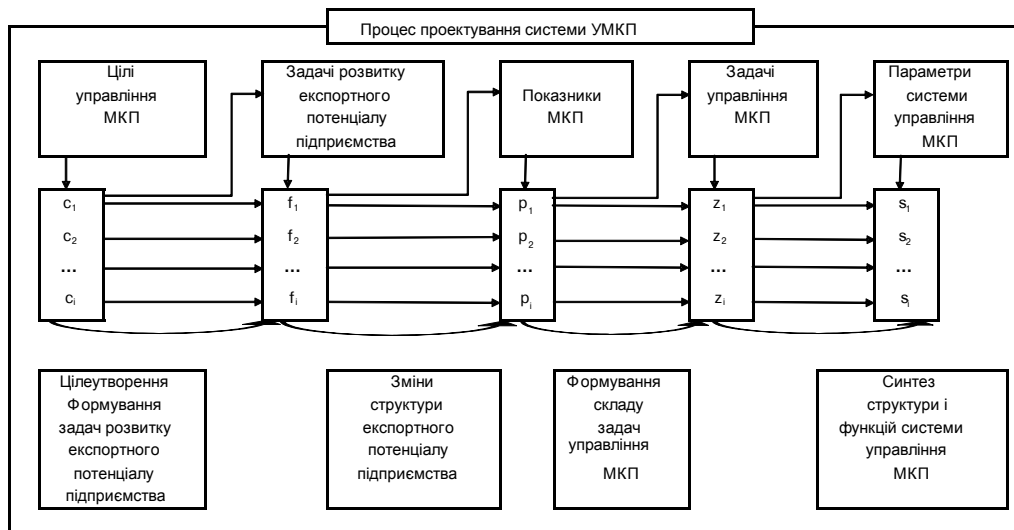 Процес проектування системи УМКП
Цілі
управління
МКП
Задачі розвитку
експортного
потенціалу
підприємства
Показники
МКП
Задачі
управління
МКП
Параметри
системи
управління
МКП
c1
c2
...
ci
f1
f2
...
fi
p1
p2
...
pi
z1
z2
...
zi
s1
s2
...
si
Цілеутворення
Формування
задач розвитку
експортного
потенціалу
підприємства
Зміни
структури
експортного
потенціалу
підприємства
Формування
складу
задач
управління
МКП
Синтез
структури і
функцій системи
управління
МКП